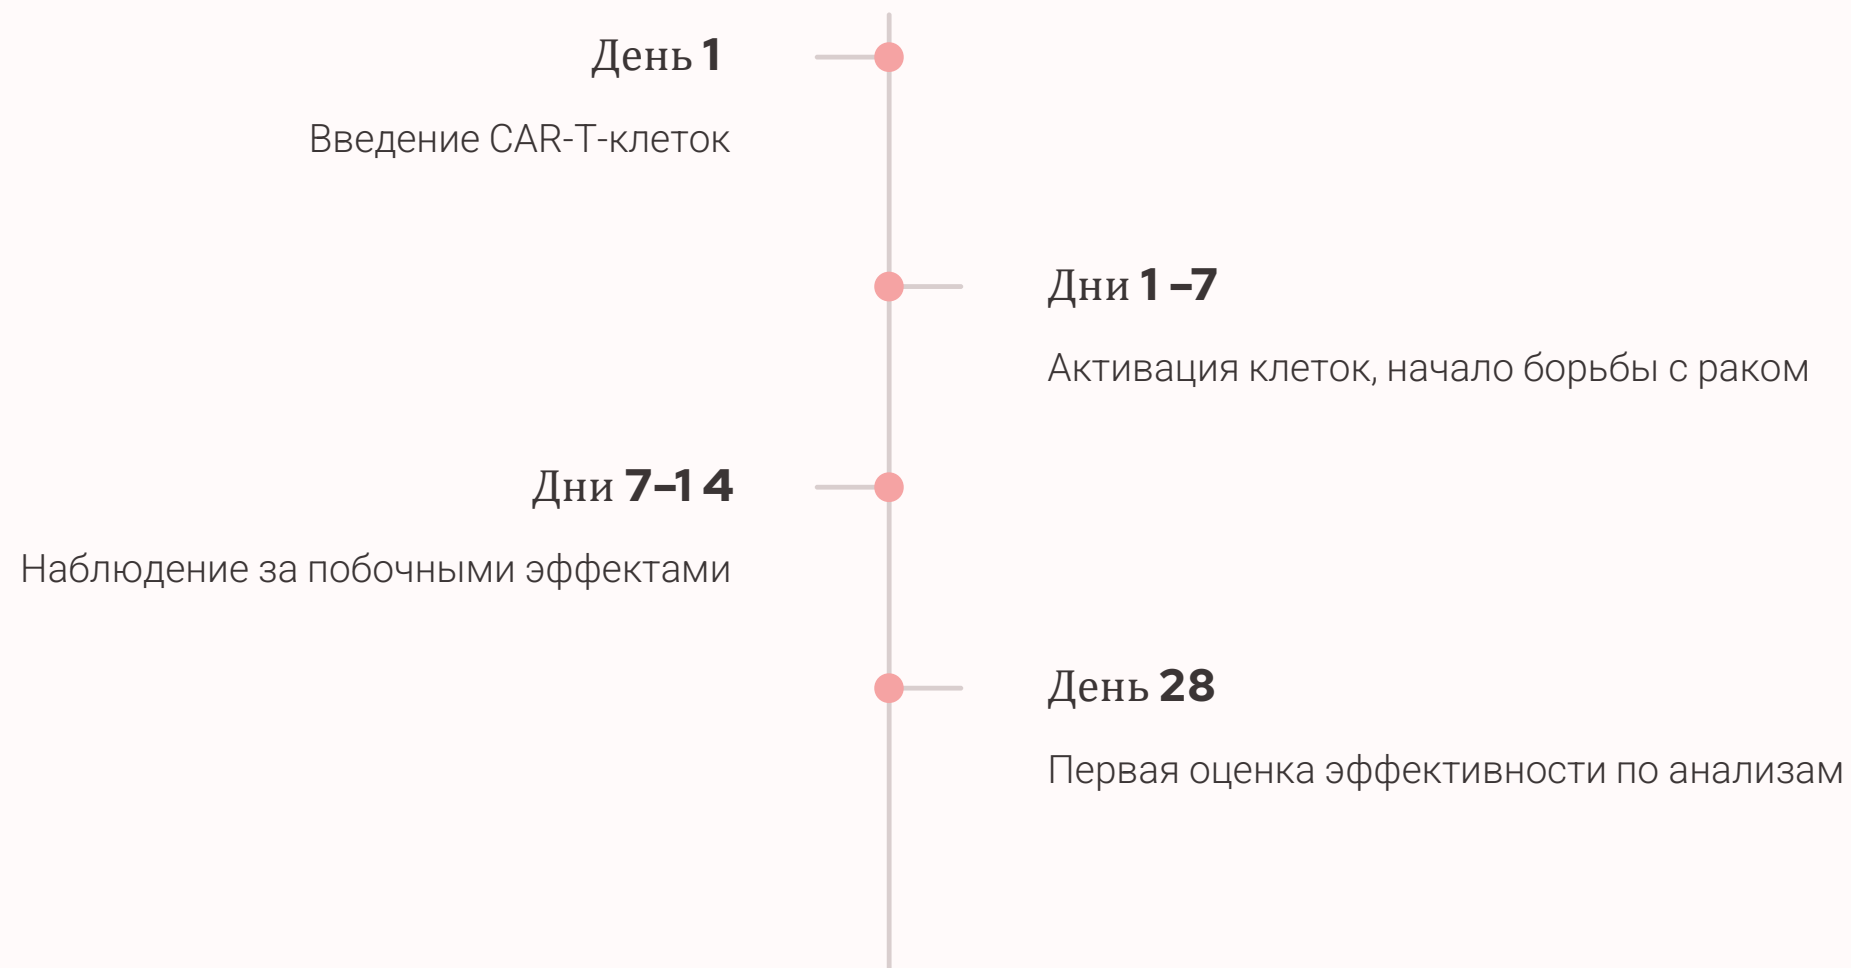 День 1
Введение CAR-T-клеток
Дни 1–7
Активация клеток, начало борьбы с раком
Дни 7–14
Наблюдение за побочными эффектами
День 28
Первая оценка эффективности по анализам